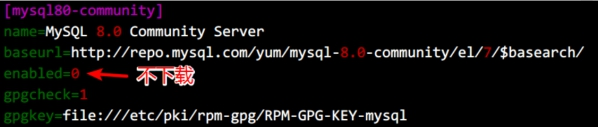 [mysql80-community]
name=MySQL 8.0 Community Server
baseurl=http://repo.mysql.com/yum/mysql-8.0-community/el/7/$basearch/
enabled=0 不下载
gpgcheck=1
gpgkey=file:///etc/pki/rpm-gpg/RPM-GPG-KEY-mysql